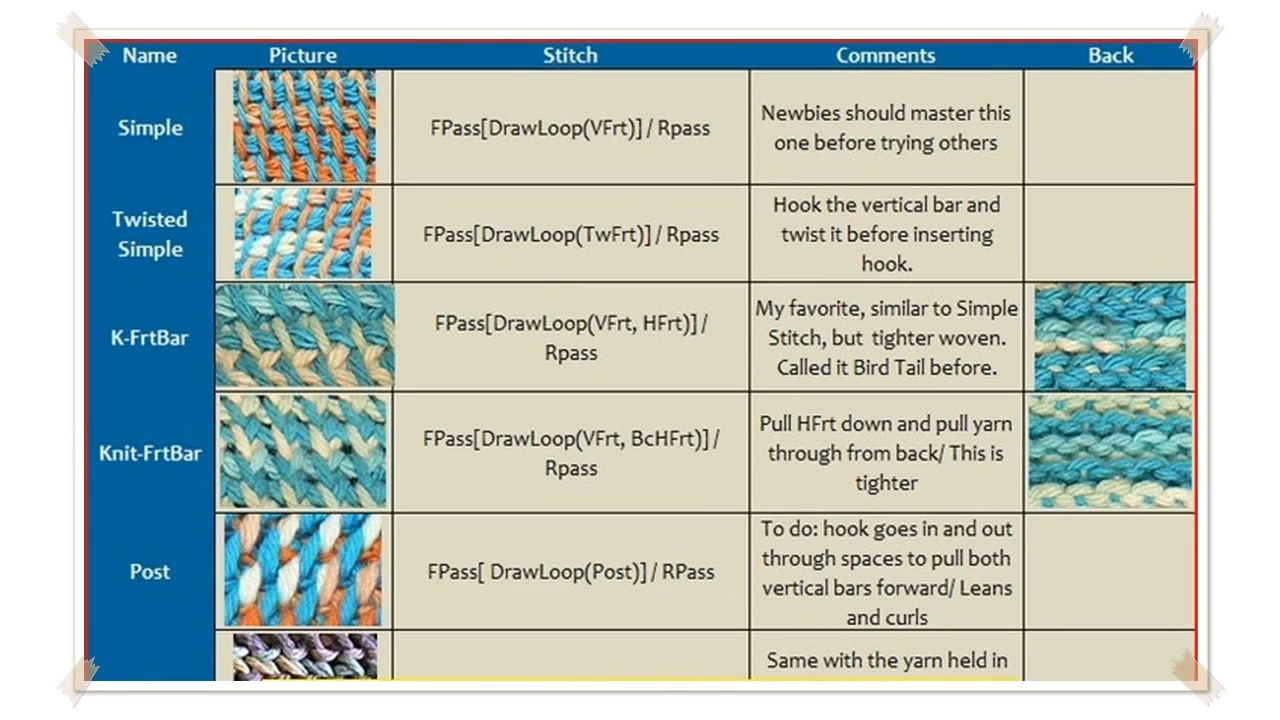 Name Picture Stitch Comments Back
Simple
FPass[DrawLoop(VFrt)] / Rpass
Newbies should master this
one before trying others
Twisted
Simple
FPass[DrawLoop(TwFrt)] / Rpass
Hook the vertical bar and
twist it before inserting
hook.
K-FrtBar
FPass[DrawLoop(VFrt, HFrt)] /
Rpass
My favorite, similar to Simple
Stitch, but tighter woven.
Called it Bird Tail before.
Knit-FrtBar
FPass[DrawLoop(VFrt, BcHFrt)] /
Rpass
Pull HFrt down and pull yarn
through from back/ This is
tighter
Post
FPass[ DrawLoop(Post)] / RPass
To do: hook goes in and out
through spaces to pull both
vertical bars forward/ Leans
and curls
Same with the yarn held in